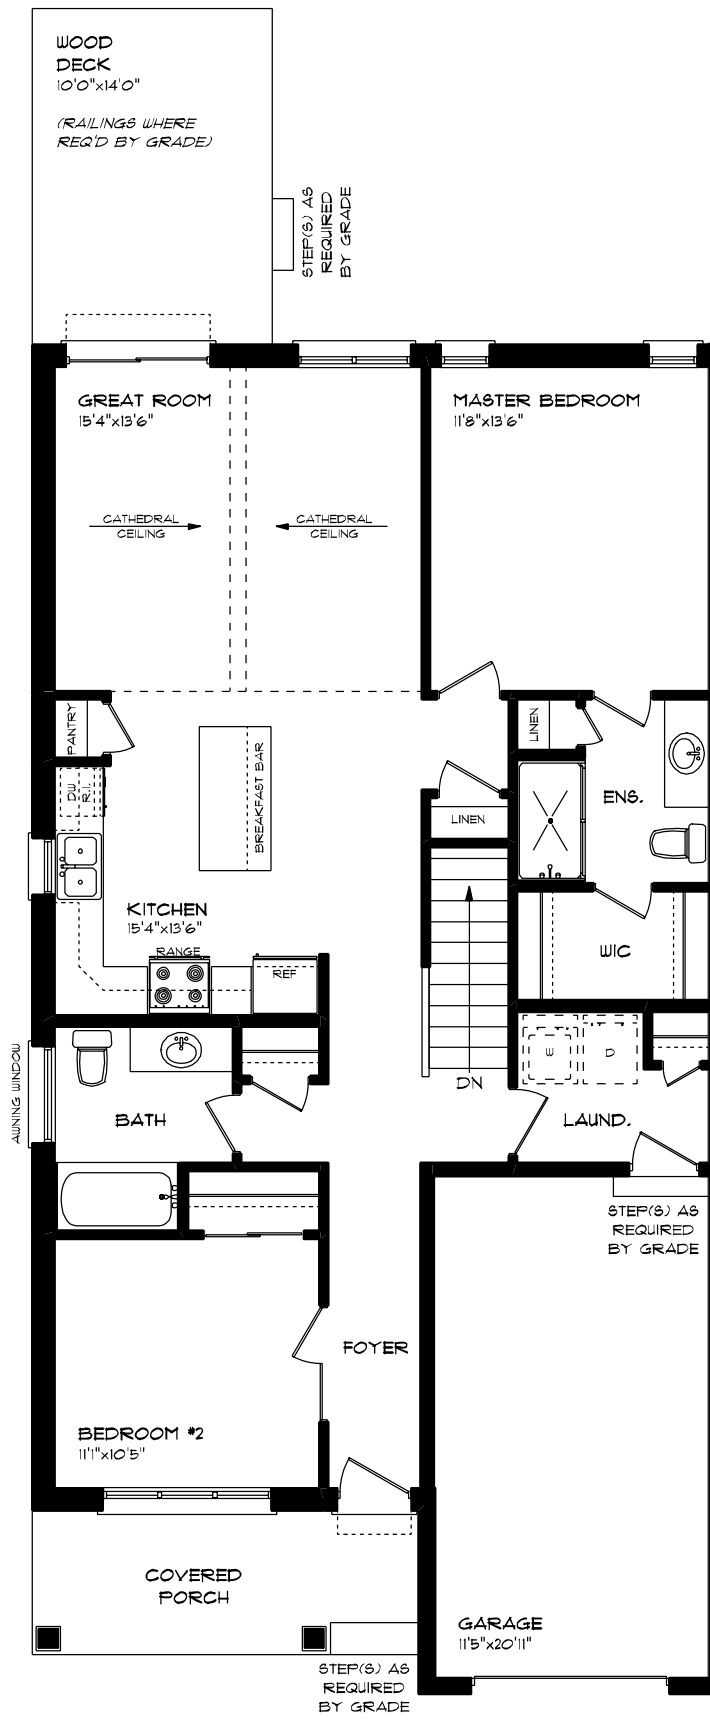 WOOD
DECK
10'0"x14'0"
(RAILINGS WHERE
REQ'D BY GRADE)
STEP(S) AS
REQUIRED
BY GRADE
GREAT ROOM
15'4"x13'6"
MASTER BEDROOM
11'8"x13'6"
CATHEDRAL
CEILING
CATHEDRAL
CEILING
PANTRY
LINEN
DW
R.I.
BREAKFAST BAR
ENS.
LINEN
KITCHEN
15'4"x13'6"
RANGE
REF
WIC
AWNING WINDOW
W
D
DN
BATH
LAUND.
STEP(S) AS
REQUIRED
BY GRADE
FOYER
BEDROOM #2
11'1"x10'5"
COVERED
PORCH
GARAGE
11'5"x20'11"
STEP(S) AS
REQUIRED
BY GRADE